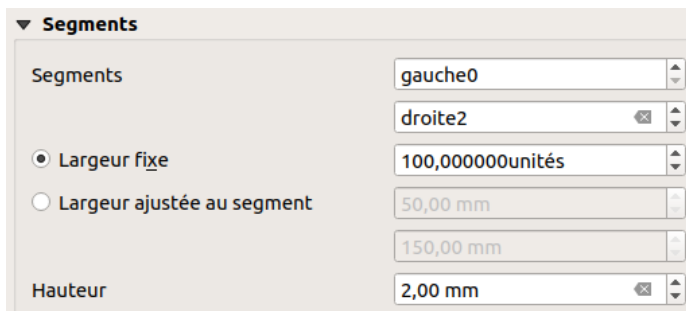 Segments
Segments gauche0
droite2
Largeur fixe 100,000000unités
Largeur ajustée au segment 50,00 mm
150,00 mm
Hauteur 2,00 mm